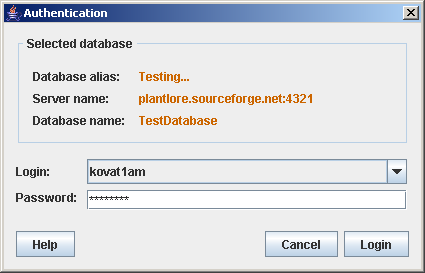 Authentication
Selected database
Database alias: Testing...
Server name: plantlore.sourceforge.net:4321
Database name: TestDatabase
Login: kovat1am
Password: ********
Help Cancel Login